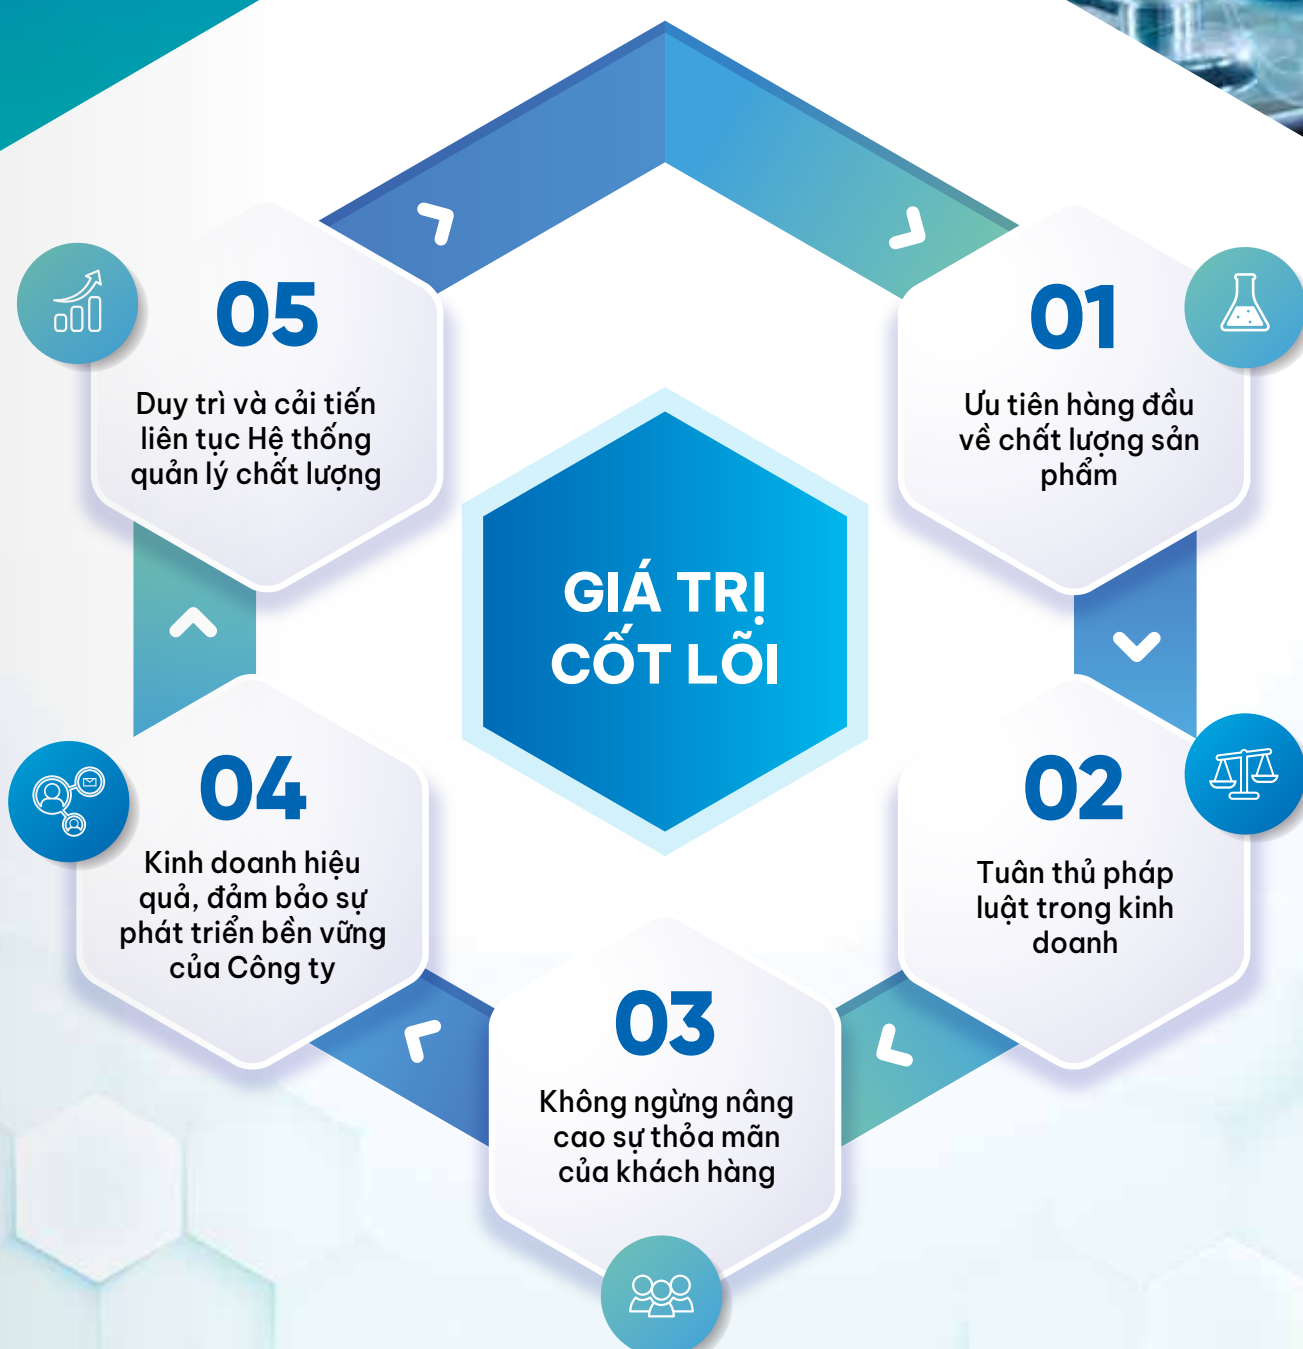 GIÁ TRỊ
CỐT LÕI
01
Ưu tiên hàng đầu
về chất lượng sản
phẩm
02
Tuân thủ pháp
luật trong kinh
doanh
03
Không ngừng nâng
cao sự thỏa mãn
của khách hàng
04
Kinh doanh hiệu
quả, đảm bảo sự
phát triển bền vững
của Công ty
05
Duy trì và cải tiến
liên tục Hệ thống
quản lý chất lượng